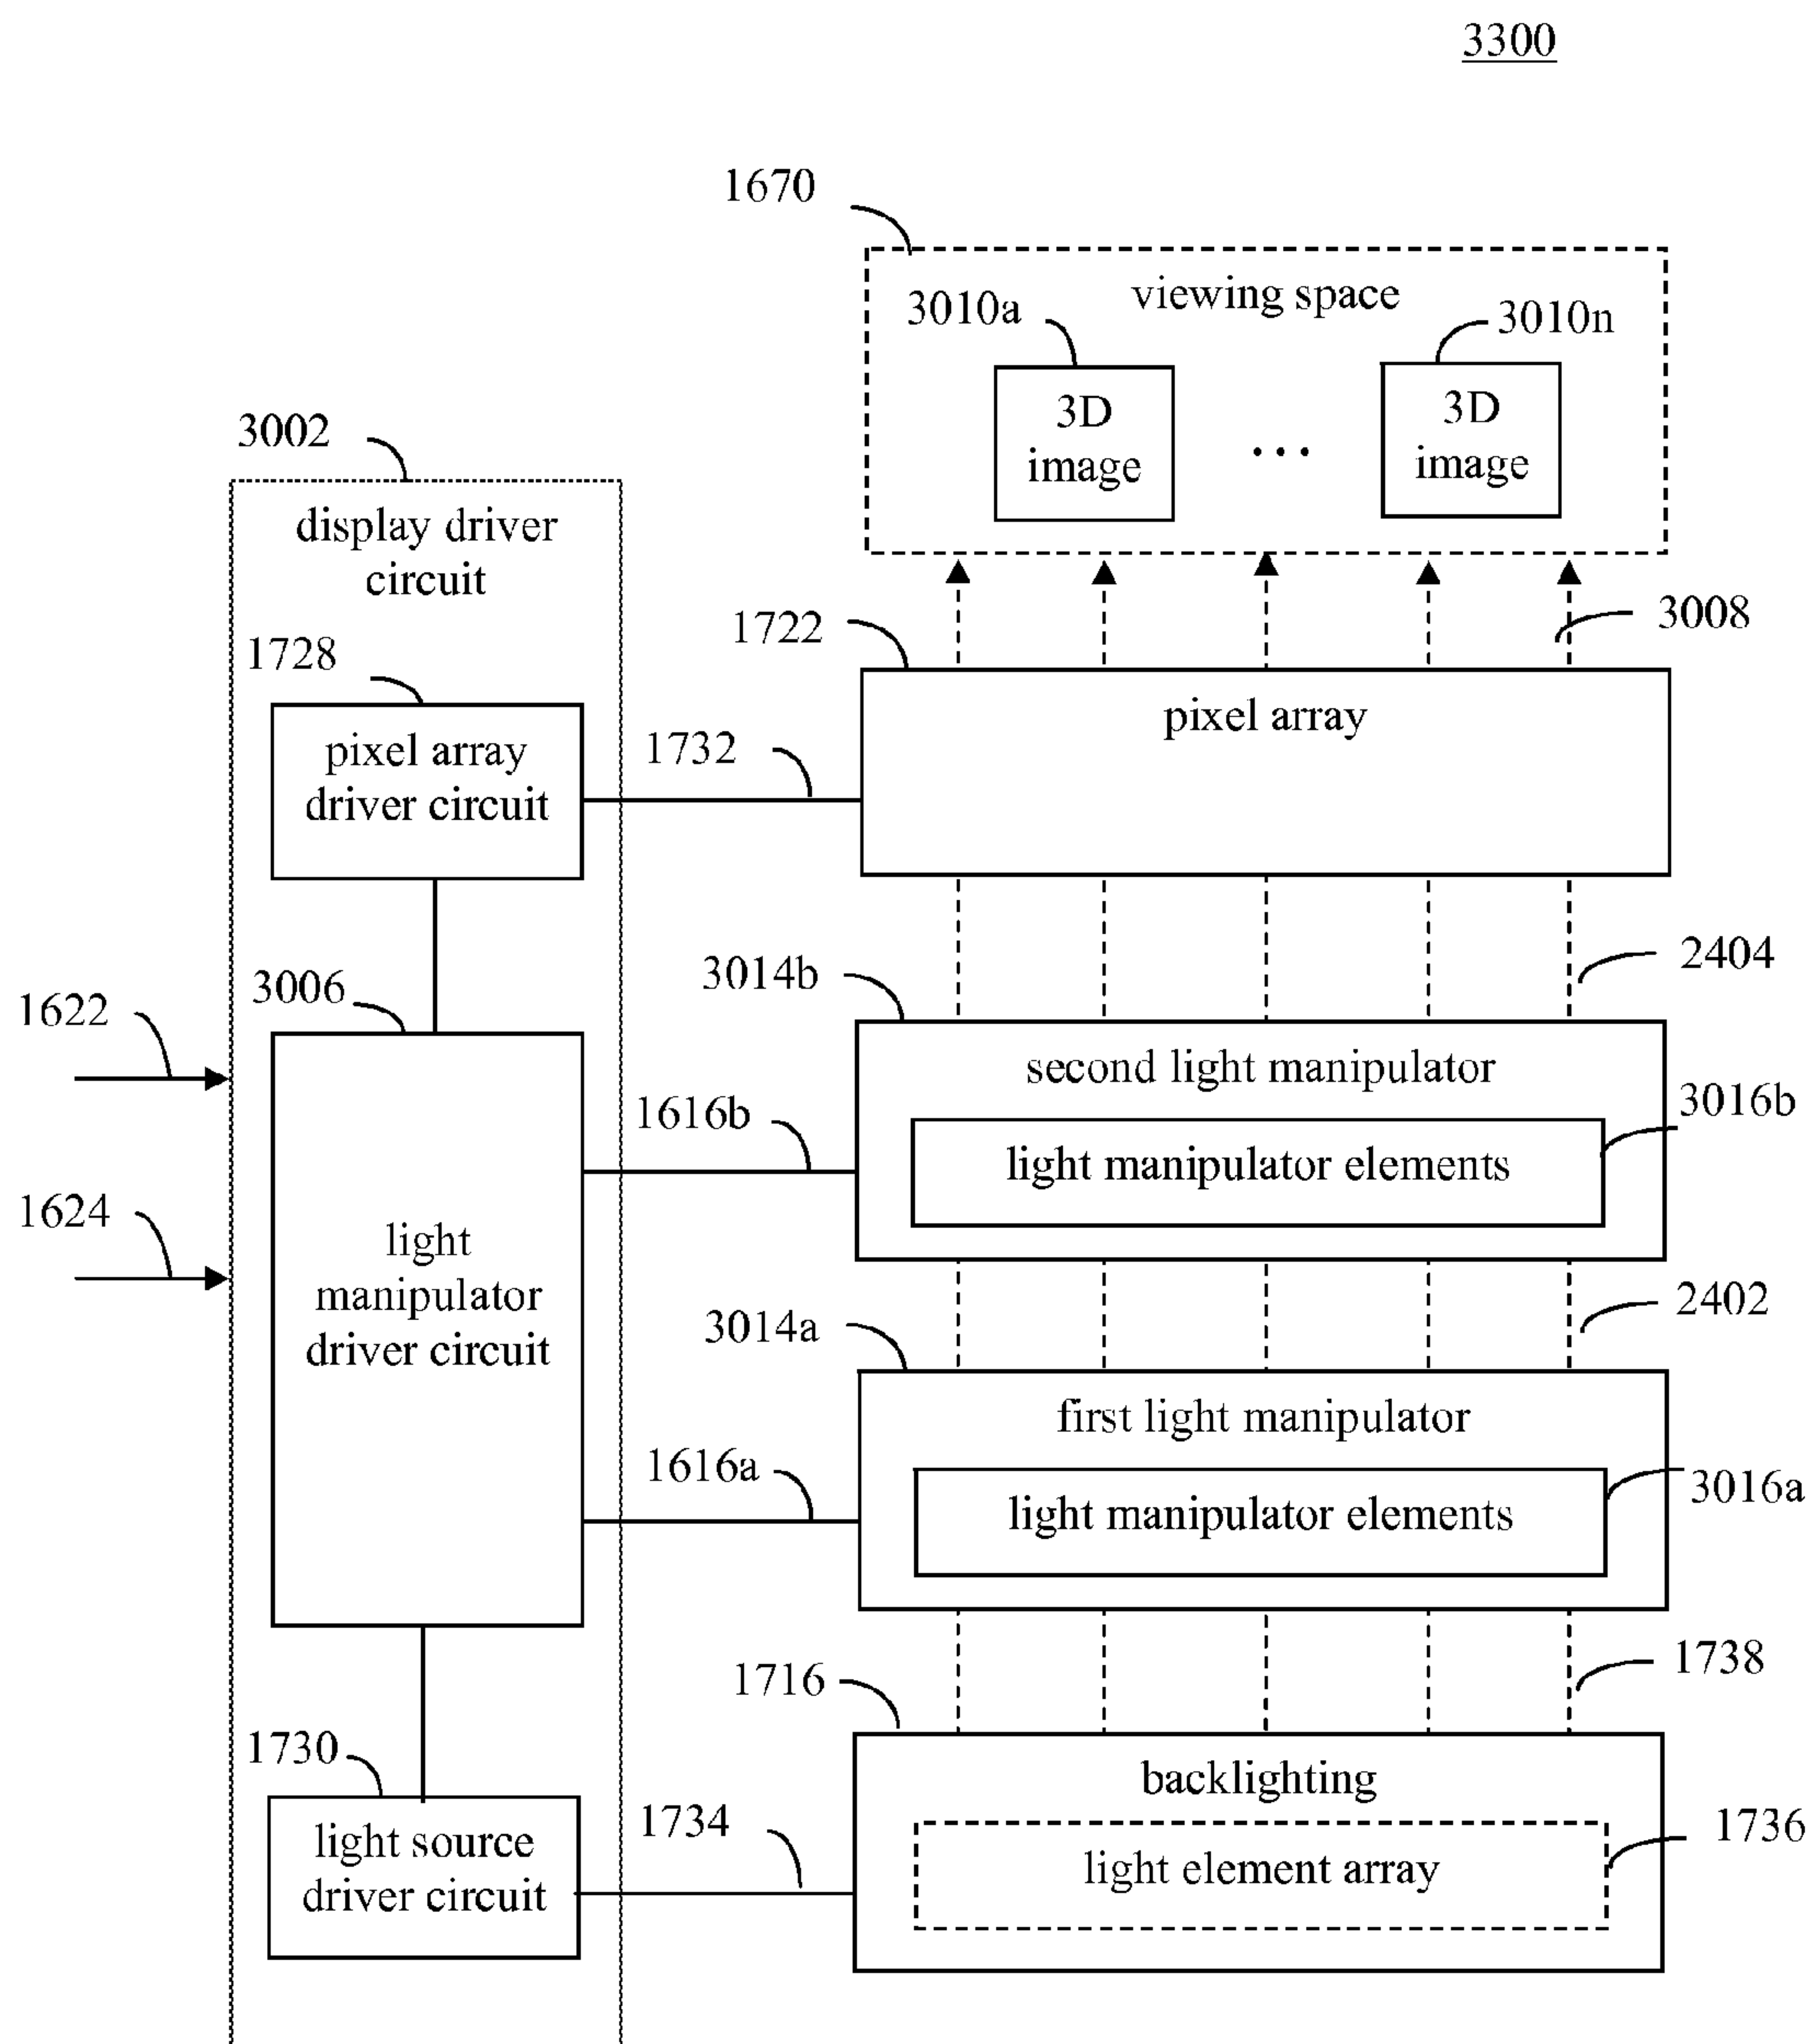 3300
1670
viewing space
3010a
3010n
3D
image
...
3D
image
3002
display driver
circuit
3008
1722
pixel array
1728
pixel array
driver circuit
1732
2404
3014b
second light manipulator
3016b
light manipulator elements
3006
1622
1624
light
manipulator
driver circuit
1616b
2402
3014a
first light manipulator
3016a
light manipulator elements
1616a
1738
1716
backlighting
1736
light element array
1730
light source
driver circuit
1734